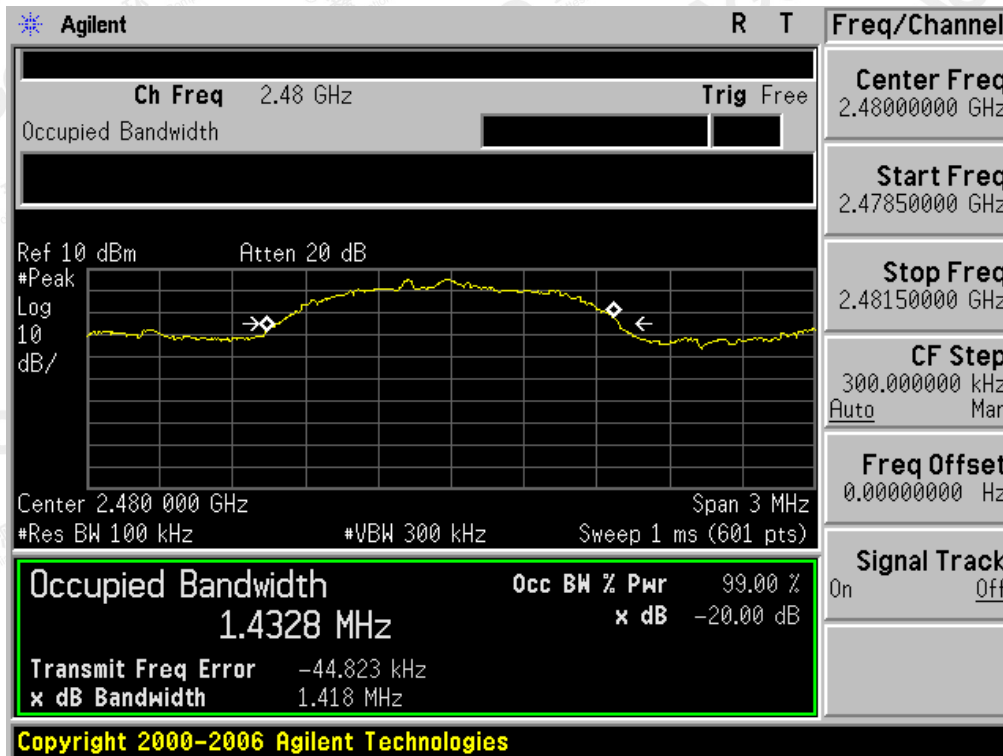 Agilent R T
Ch Freq 2.48 GHz Trig Free
Occupied Bandwidth
Ref 10 dBm Atten 20 dB
#Peak
Log
10
dB/
Center 2.480 000 GHz Span 3 MHz
#Res BW 100 kHz #VBW 300 kHz Sweep 1 ms (601 pts)
Occupied Bandwidth Occ BW % Pwr 99.00 %
1.4328 MHz x dB -20.00 dB
Transmit Freq Error -44.823 kHz
x dB Bandwidth 1.418 MHz
Copyright 2000-2006 Agilent Technologies
Freq/Channel
Center Freq
2.48000000 GHz
Start Freq
2.47850000 GHz
Stop Freq
2.48150000 GHz
CF Step
300.000000 kHz
Auto Man
Freq Offset
0.00000000 Hz
Signal Track
On Off